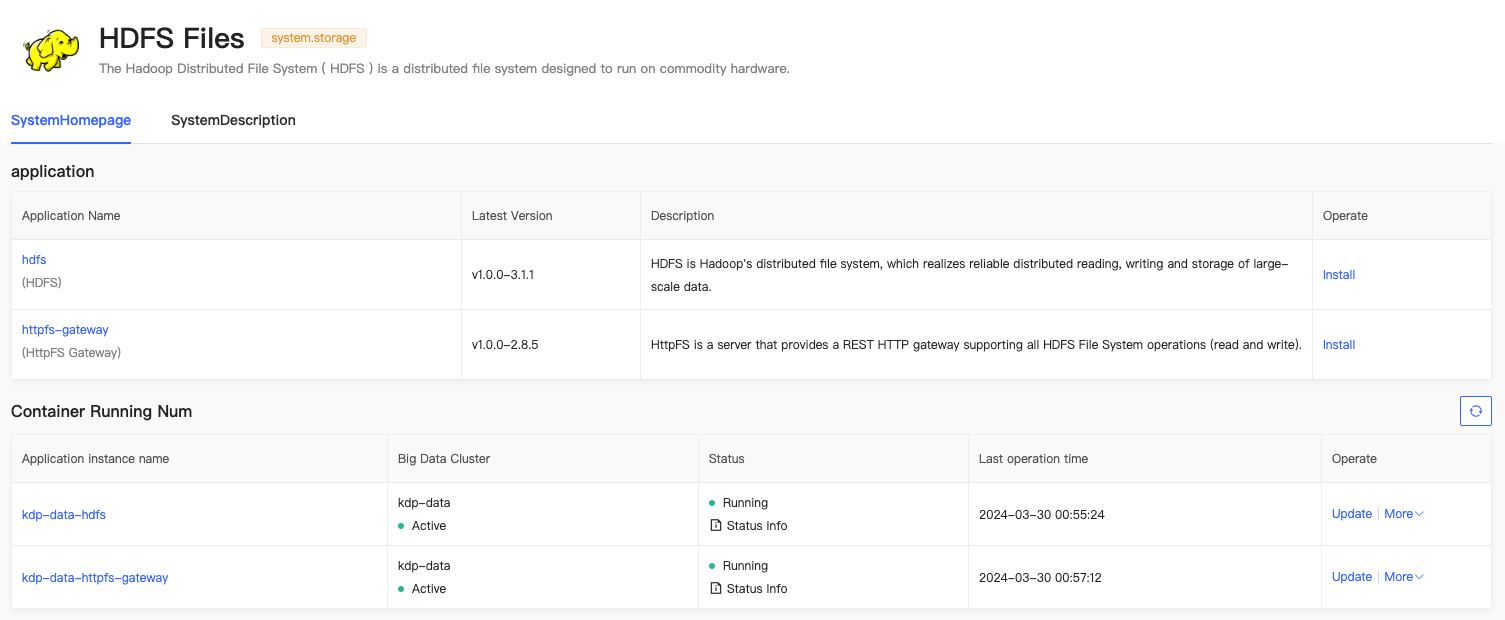 HDFS Files
system.storage
The Hadoop Distributed File System ( HDFS ) is a distributed file system designed to run on commodity hardware.
SystemHomepage
SystemDescription
application
Application Name
Latest Version
Description
Operate
hdfs
(HDFS)
v1.0.0-3.1.1
HDFS is Hadoop's distributed file system, which realizes reliable distributed reading, writing and storage of large-
scale data.
Install
httpfs-gateway
(HttpFS Gateway)
v1.0.0-2.8.5
HttpFS is a server that provides a REST HTTP gateway supporting all HDFS File System operations (read and write).
Install
Container Running Num
Application instance name
Big Data Cluster
Status
Last operation time
Operate
kdp-data-hdfs
kdp-data
Active
Running
Status Info
2024-03-30 00:55:24
Update
More
kdp-data-httpfs-gateway
kdp-data
Active
Running
Status Info
2024-03-30 00:57:12
Update
More